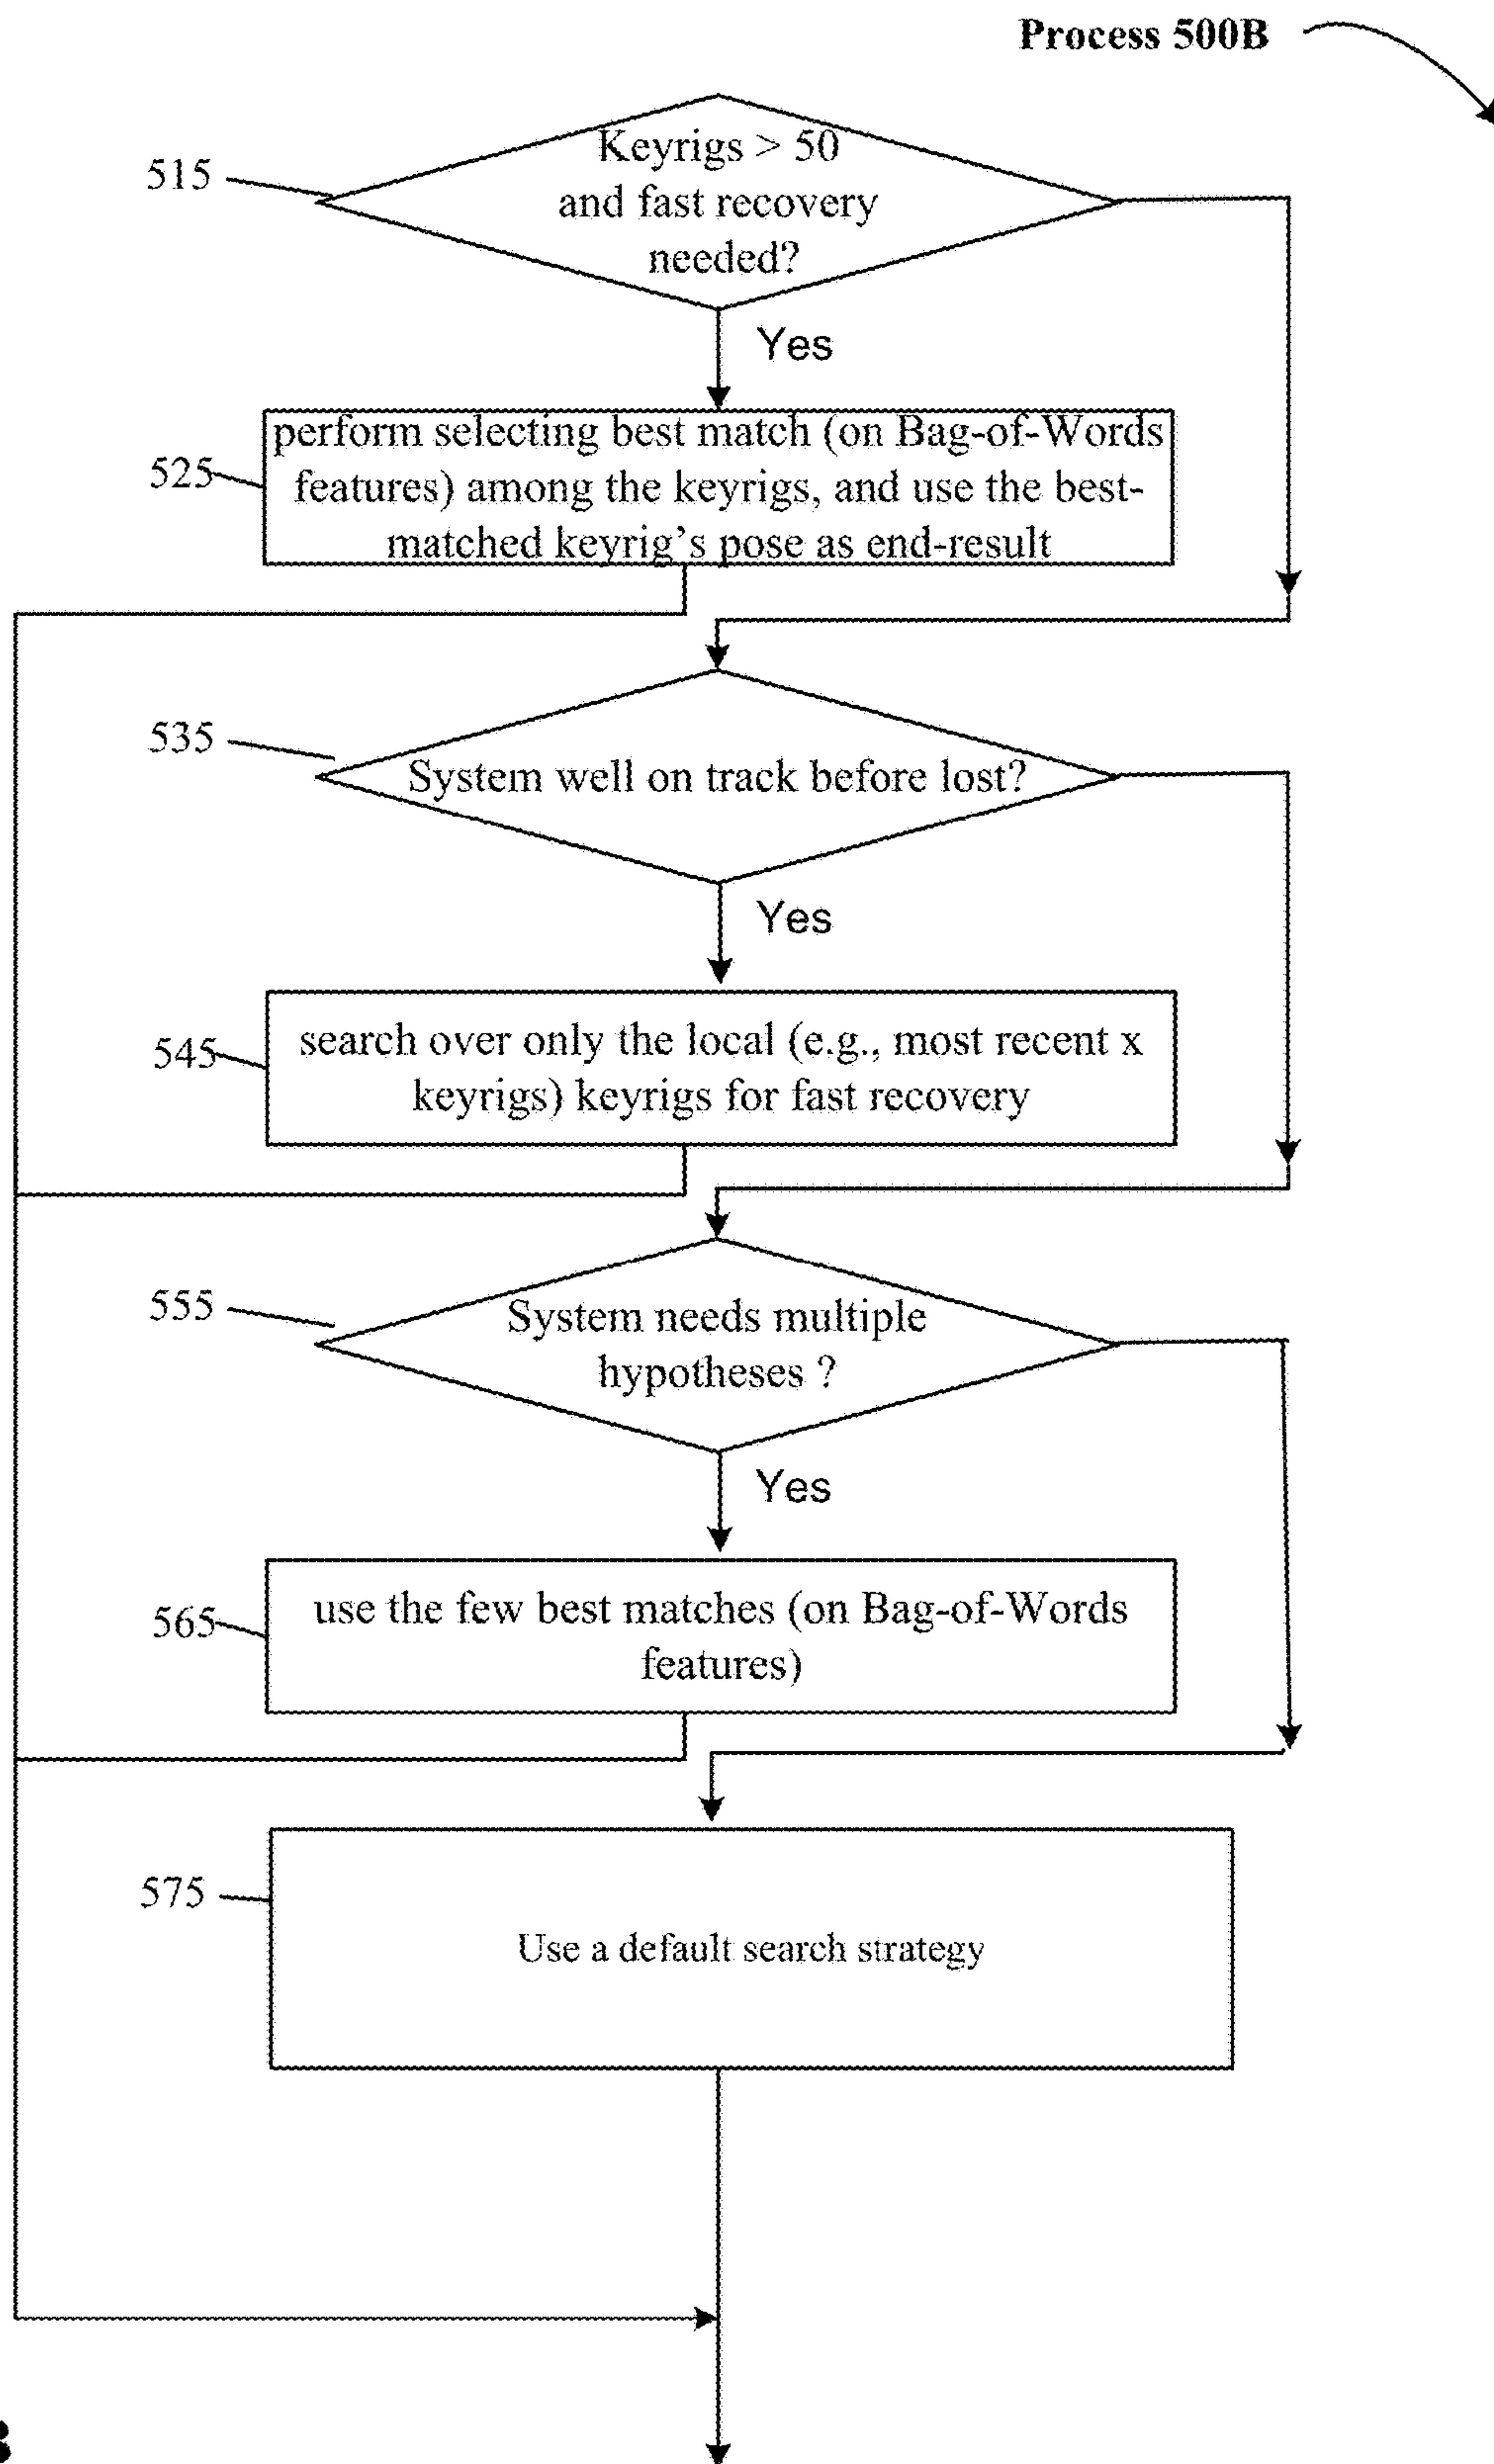 Process 500B
515
Keyrigs > 50
and fast recovery
needed?
Yes
525
perform selecting best match (on Bag-of-Words
features) among the keyrigs, and use the best-
matched keyrig's pose as end-result
535
System well on track before lost?
Yes
545
search over only the local (e.g., most recent x
keyrigs) keyrigs for fast recovery
555
System needs multiple
hypotheses ?
Yes
565
use the few best matches (on Bag-of-Words
features)
575
Use a default search strategy